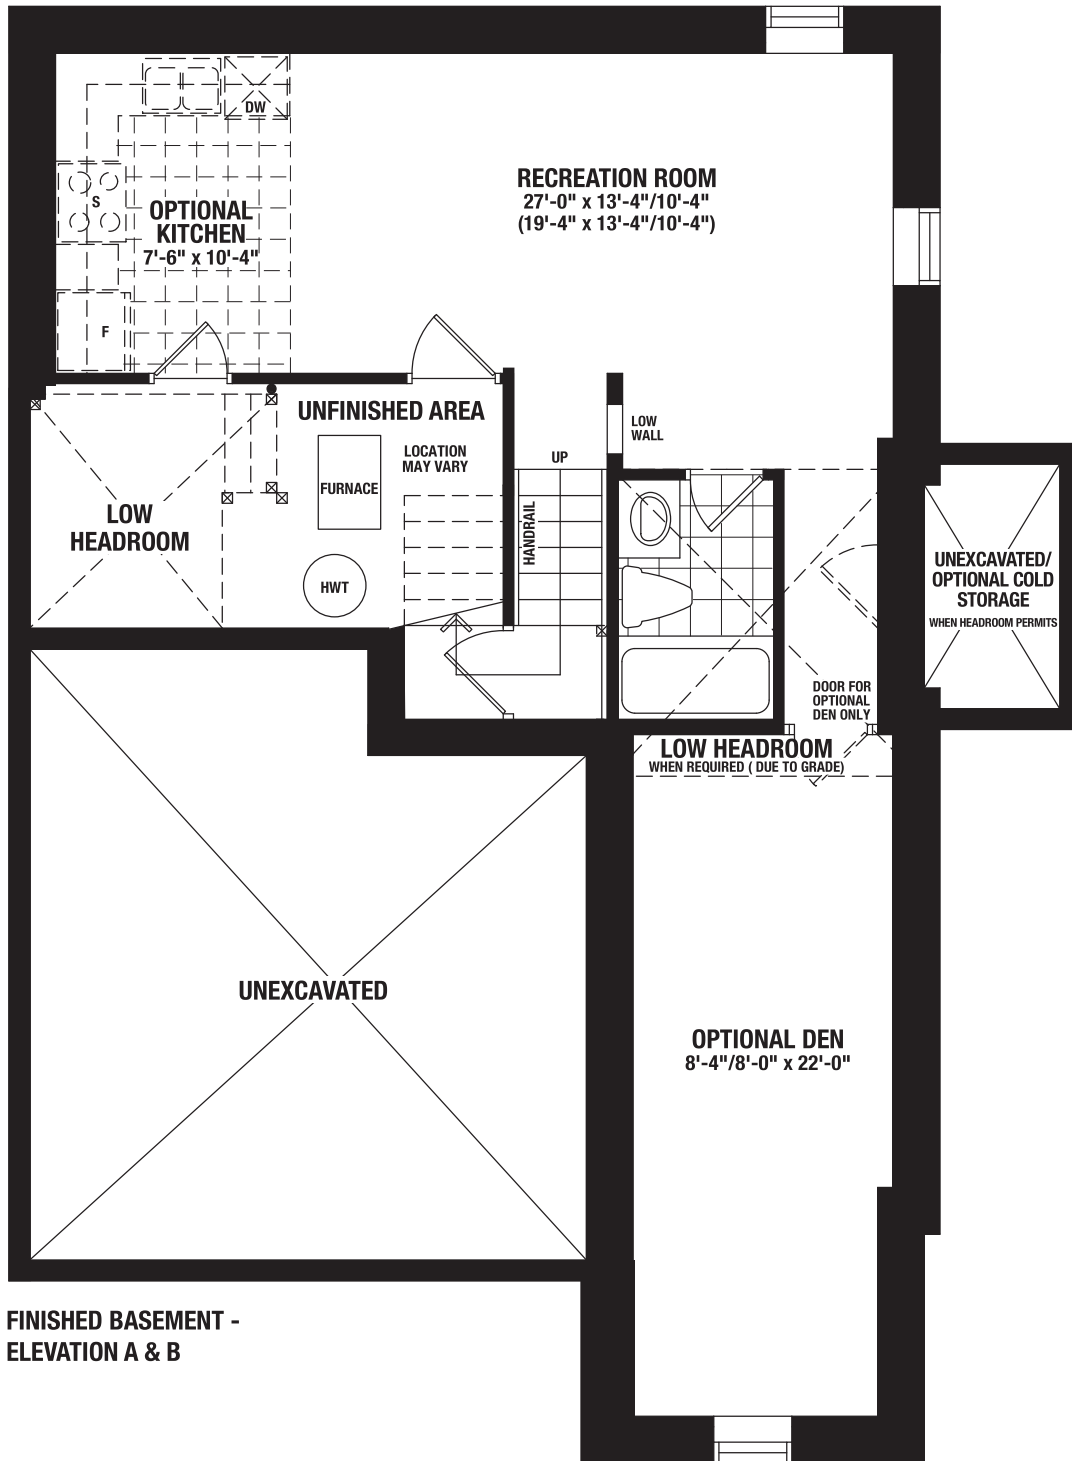 DW
S
OPTIONAL
KITCHEN
7'-6" x 10'-4"
F
RECREATION ROOM
27'-0" x 13'-4"/10'-4"
(19'-4" x 13'-4"/10'-4")
UNFINISHED AREA
LOCATION
MAY VARY
FURNACE
HWT
LOW
HEADROOM
UP
HANDRAIL
LOW
WALL
UNEXCAVATED/
OPTIONAL COLD
STORAGE
WHEN HEADROOM PERMITS
DOOR FOR
OPTIONAL
DEN ONLY
LOW HEADROOM
WHEN REQUIRED ( DUE TO GRADE)
UNEXCAVATED
OPTIONAL DEN
8'-4"/8'-0" x 22'-0"
FINISHED BASEMENT -
ELEVATION A & B